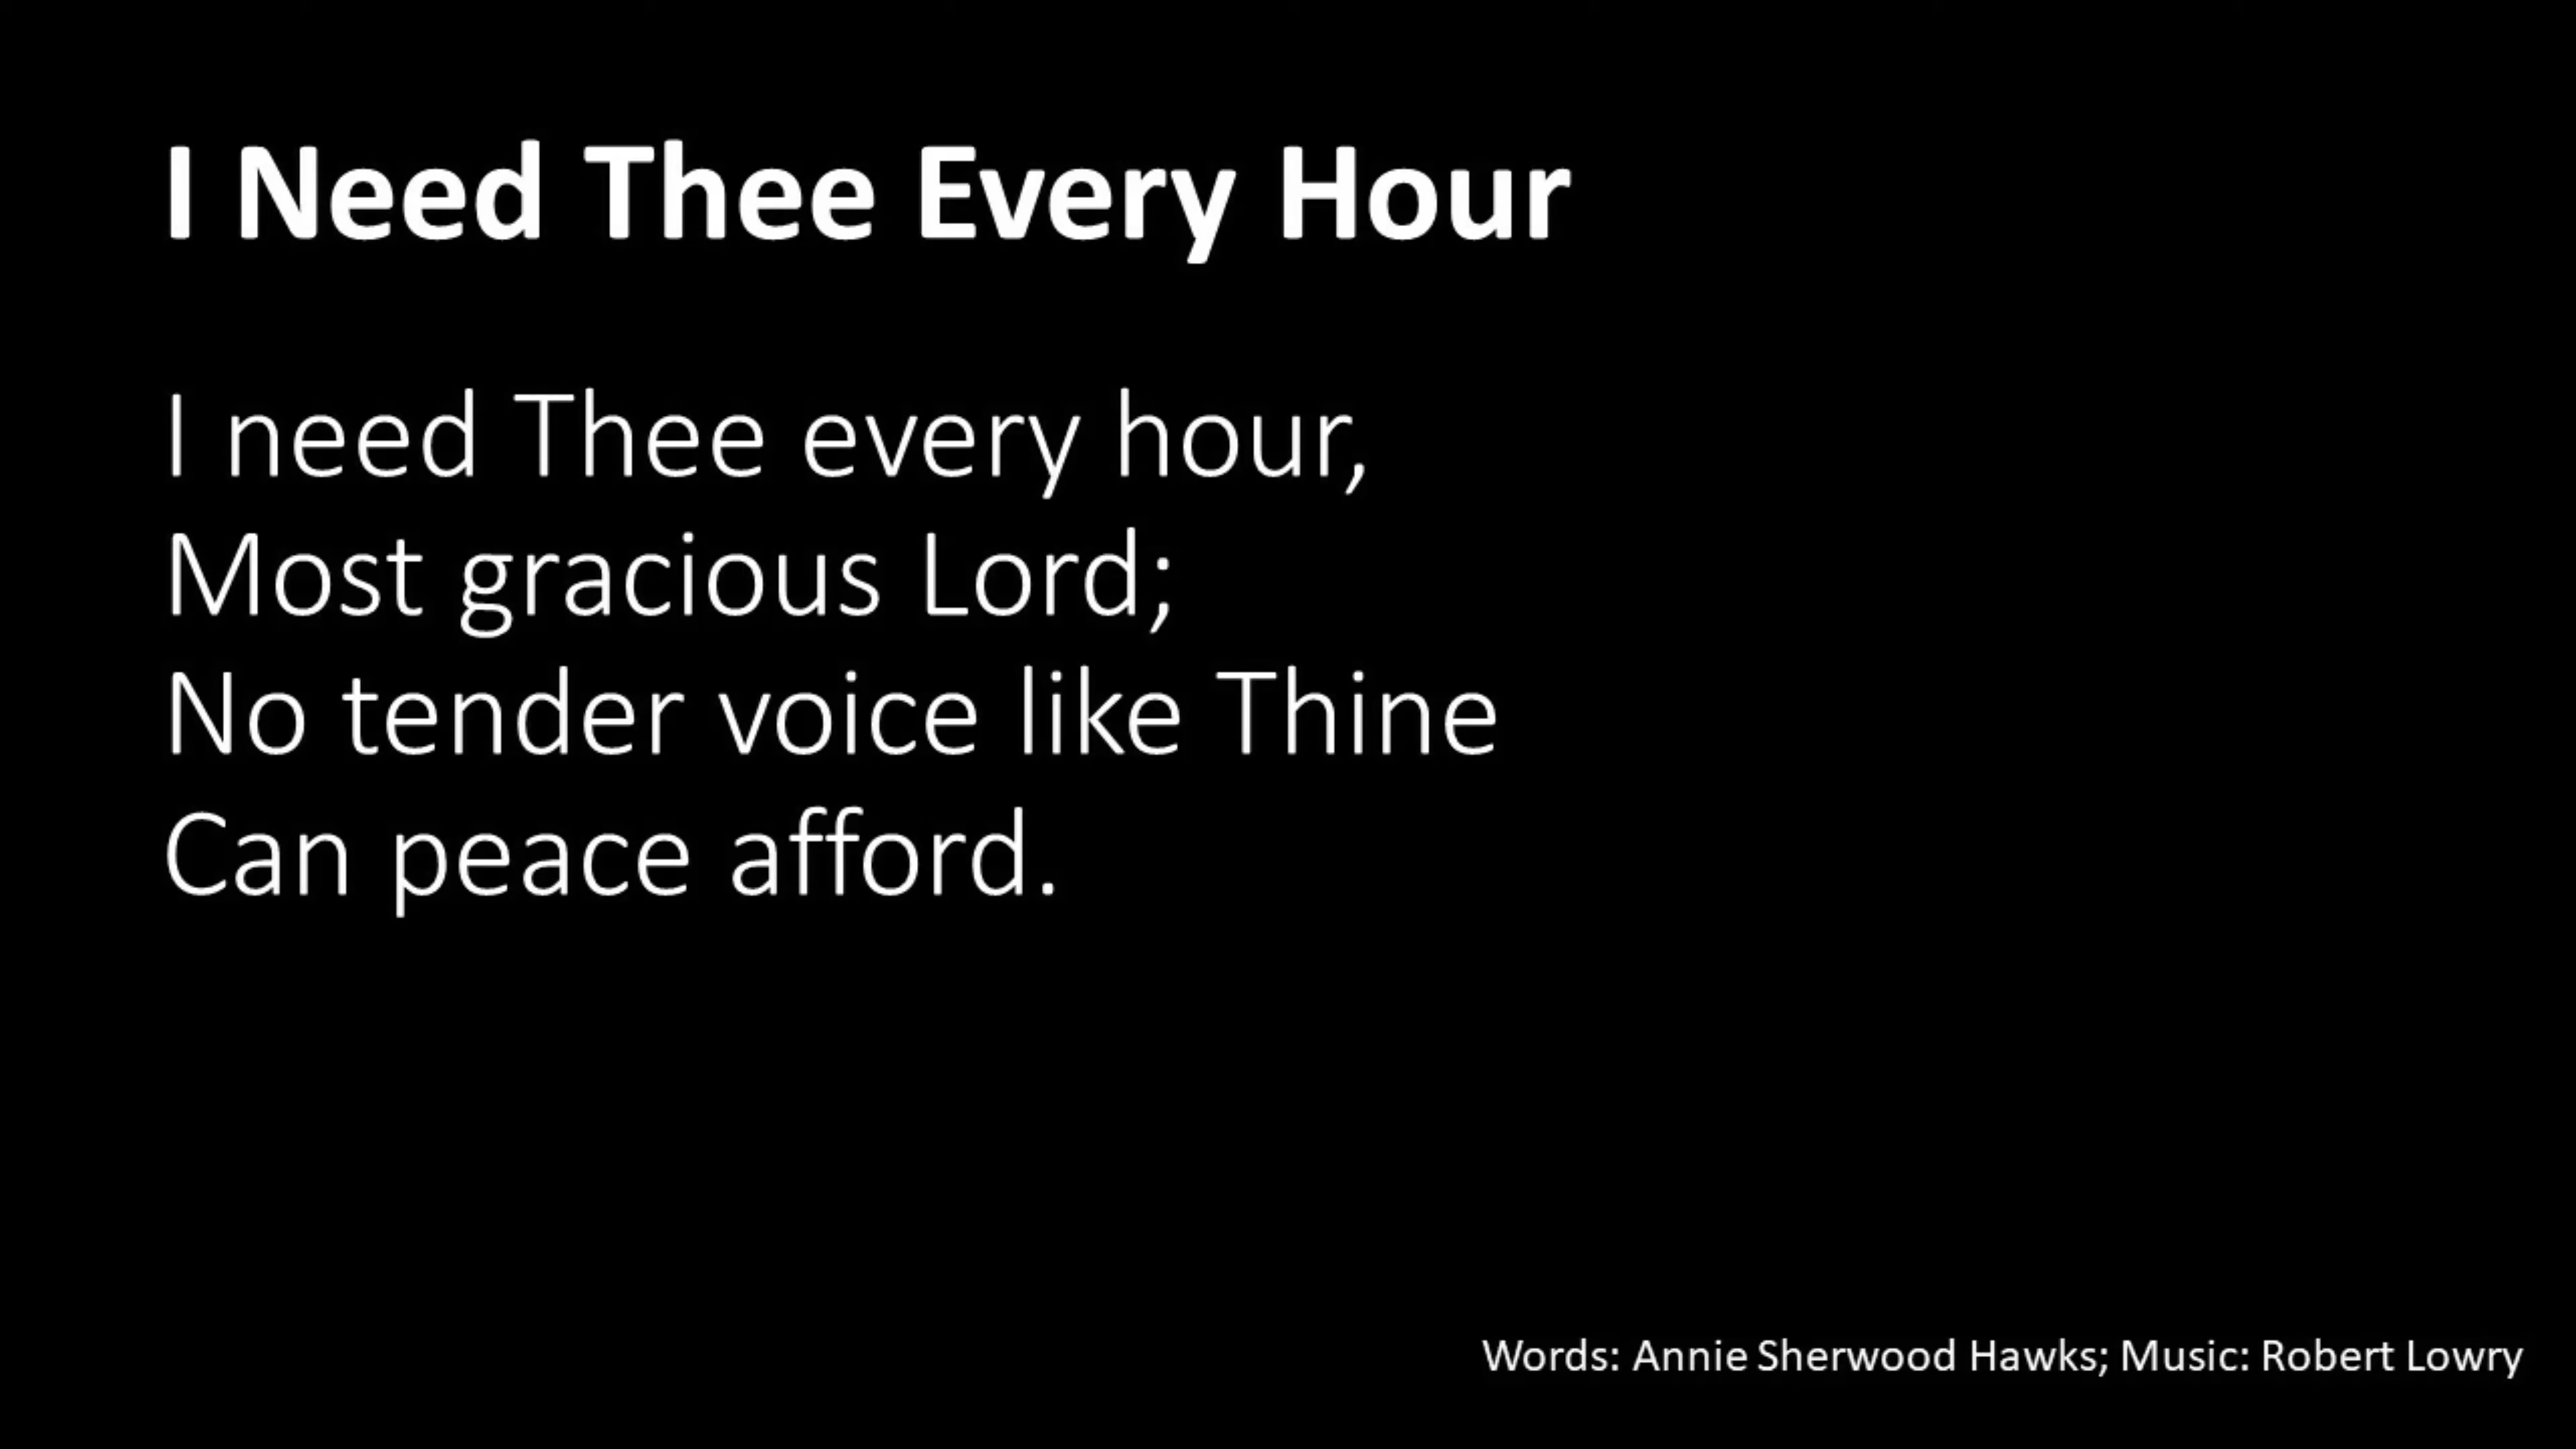 I Need Thee Every Hour
I need Thee every hour,
Most gracious Lord;
No tender voice like Thine
Can peace afford.
Words: Annie Sherwood Hawks; Music: Robert Lowry